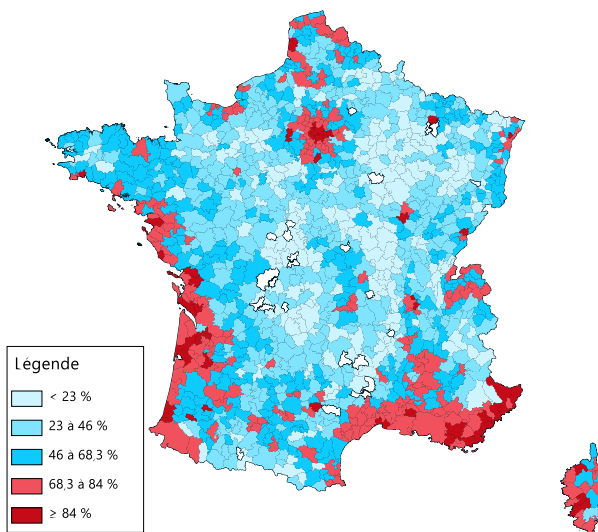 Légende
< 23 %
23 à 46 %
46 à 68,3 %
68,3 à 84 %
≥ 84 %